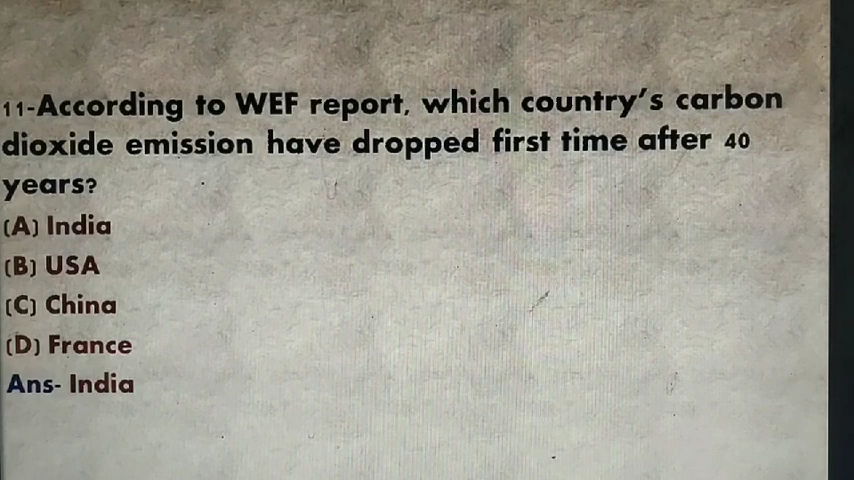 11-According to WEF report, which country's carbon
dioxide emission have dropped first time after 40
years?
(A) India
(B) USA
(C) China
(D) France
Ans- India